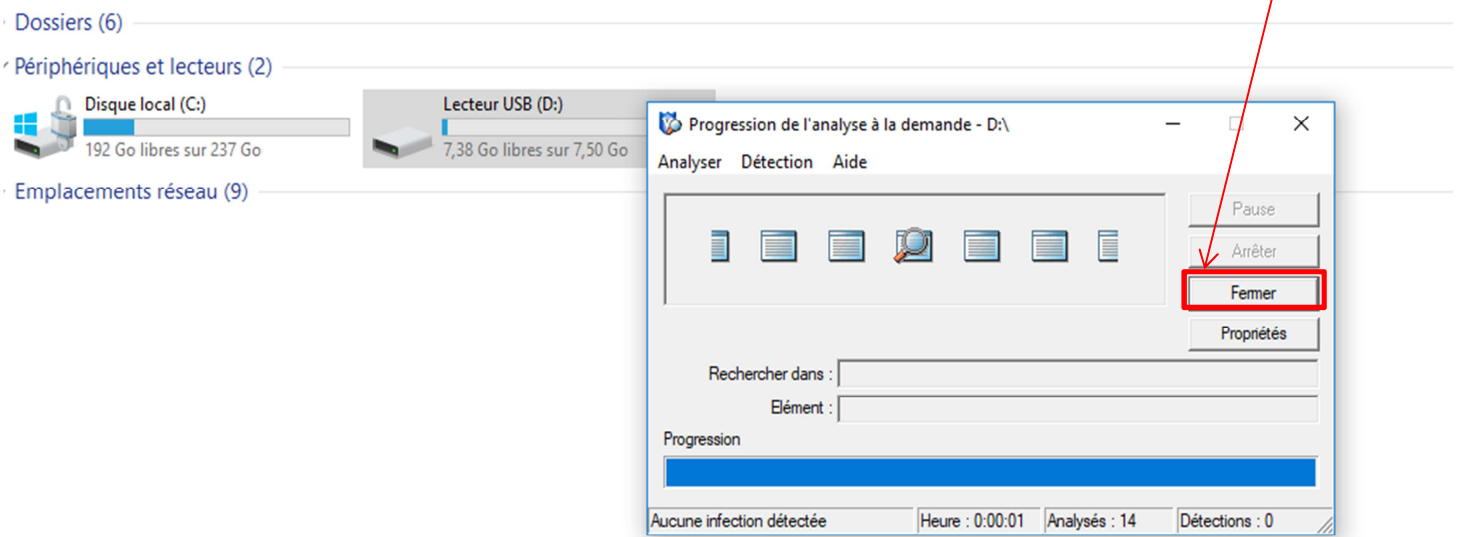 Dossiers (6)
Périphériques et lecteurs (2)
Disque local (C:)
192 Go libres sur 237 Go
Lecteur USB (D:)
7,38 Go libres sur 7,50 Go
Emplacements réseau (9)
Progression de l'analyse à la demande - D:\
Analyser Détection Aide
Pause
Arrêter
Fermer
Propriétés
Rechercher dans :
Elément :
Progression
Aucune infection détectée Heure : 0:00:01 Analysés : 14 Détections : 0